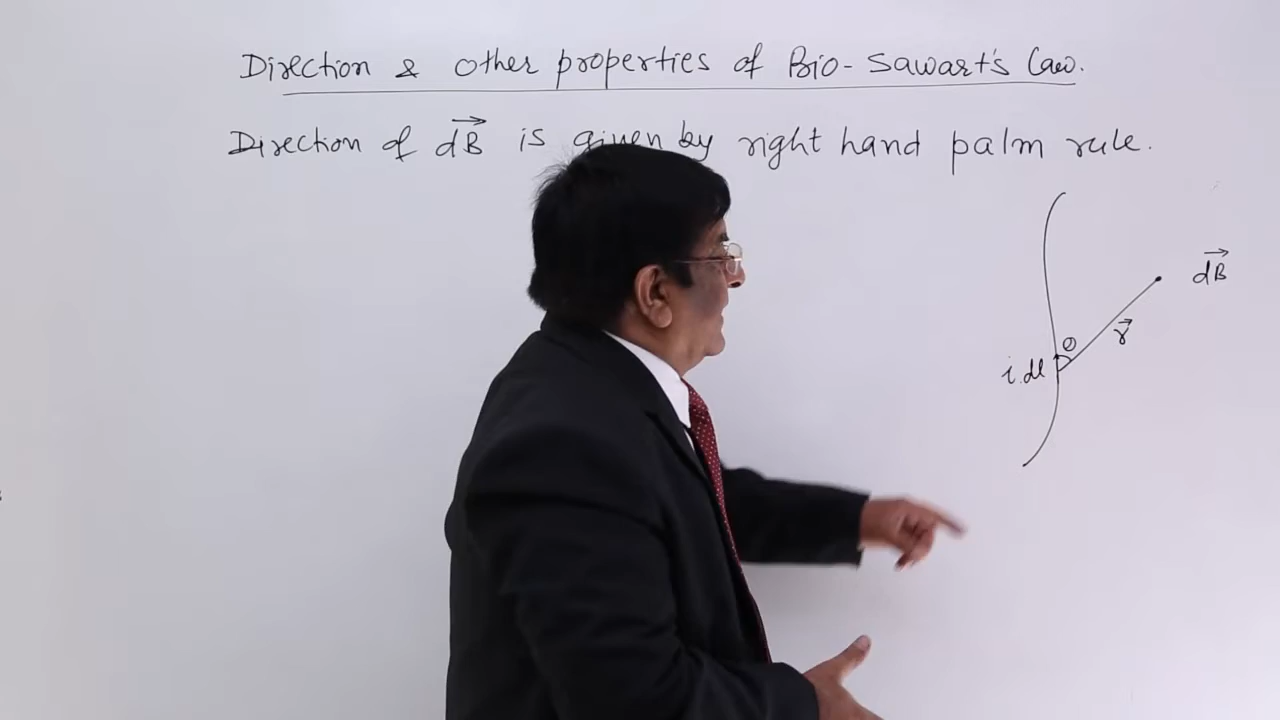 Direction & other properties of Bio-Sawart's Law.
Direction of dB is given by right hand palm rule.
dB
r
θ
i.dl